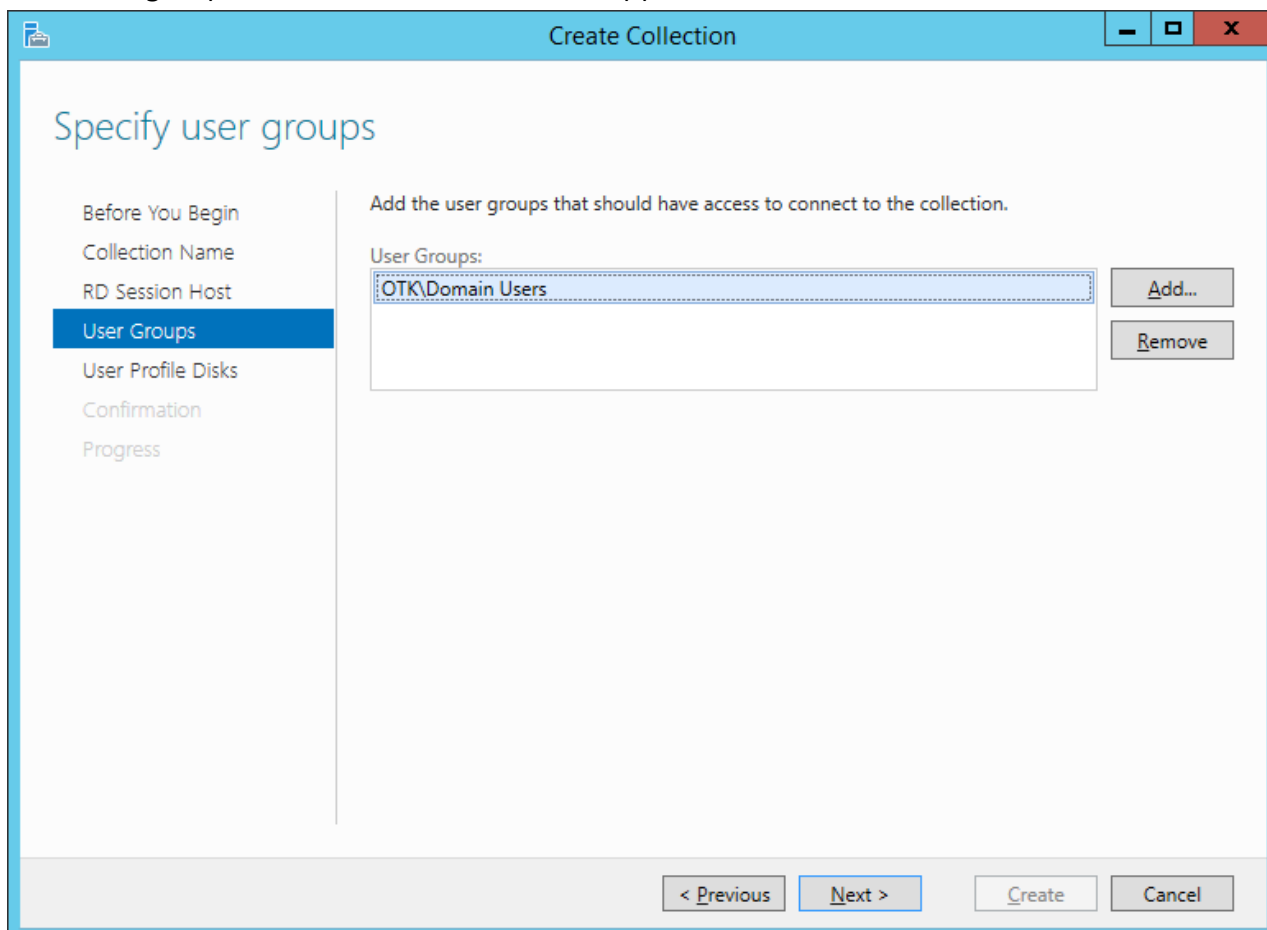 Create Collection
Specify user groups
Before You Begin
Collection Name
RD Session Host
User Groups
User Profile Disks
Confirmation
Progress
Add the user groups that should have access to connect to the collection.
User Groups:
OTK\Domain Users
Add...
Remove
< Previous
Next >
Create
Cancel